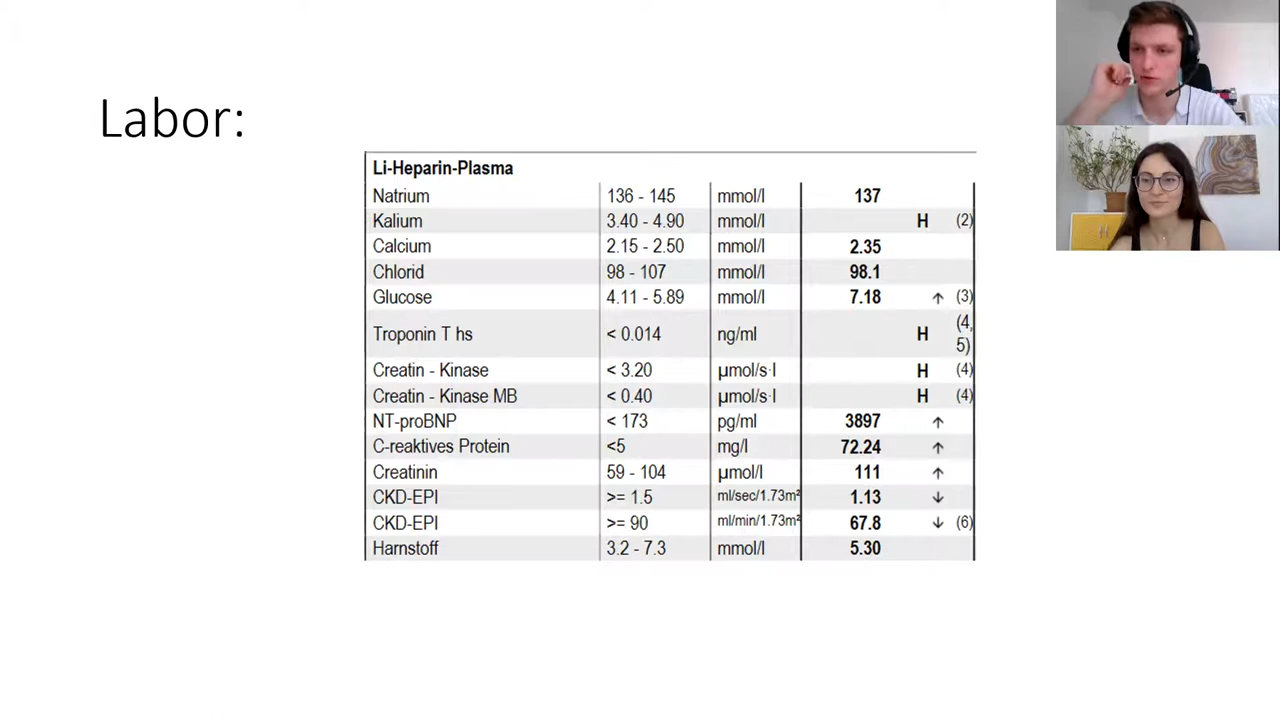 Labor:
Li-Heparin-Plasma
Natrium 136 - 145 mmol/l 137
Kalium 3.40 - 4.90 mmol/l H (2)
Calcium 2.15 - 2.50 mmol/l 2.35
Chlorid 98 - 107 mmol/l 98.1
Glucose 4.11 - 5.89 mmol/l 7.18 ↑ (3)
Troponin T hs < 0.014 ng/ml H (4, 5)
Creatin - Kinase < 3.20 µmol/s·l H (4)
Creatin - Kinase MB < 0.40 µmol/s·l H (4)
NT-proBNP < 173 pg/ml 3897 ↑
C-reaktives Protein <5 mg/l 72.24 ↑
Creatinin 59 - 104 µmol/l 111 ↑
CKD-EPI >= 1.5 ml/sec/1.73m² 1.13 ↓
CKD-EPI >= 90 ml/min/1.73m² 67.8 ↓ (6)
Harnstoff 3.2 - 7.3 mmol/l 5.30